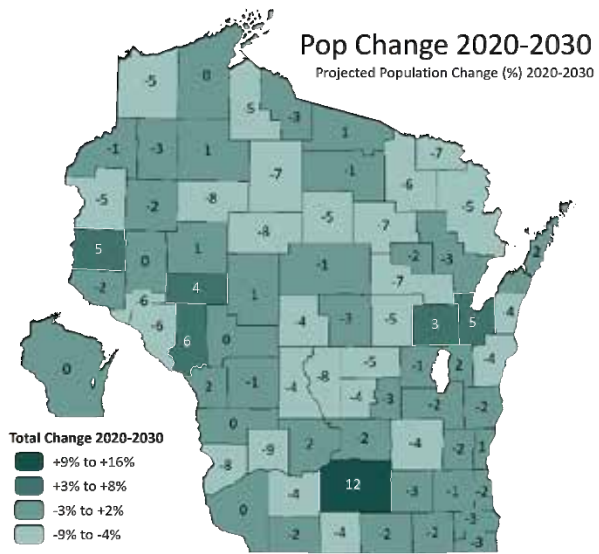 Pop Change 2020-2030
Projected Population Change (%) 2020-2030
-5 0
5 -3
-1 -3 1 1
-7 -1 -6 -7
-5 -2 -8 -5 -7 -5
5 0 1 -8 -1 -2 -3 2
-2 4 1 -7
-6 -6 -4 -3 -5 3 5 -4
6 0
0 2 -1 -4 -8 -5 -1 2 -4
-4 -3 -2 -2
0 -9 2 2 -4 -2 1
-8
0 -4 12 -3 -1 -2
-2 -4 -2 -2 -3
-3
Total Change 2020-2030
+9% to +16%
+3% to +8%
-3% to +2%
-9% to -4%